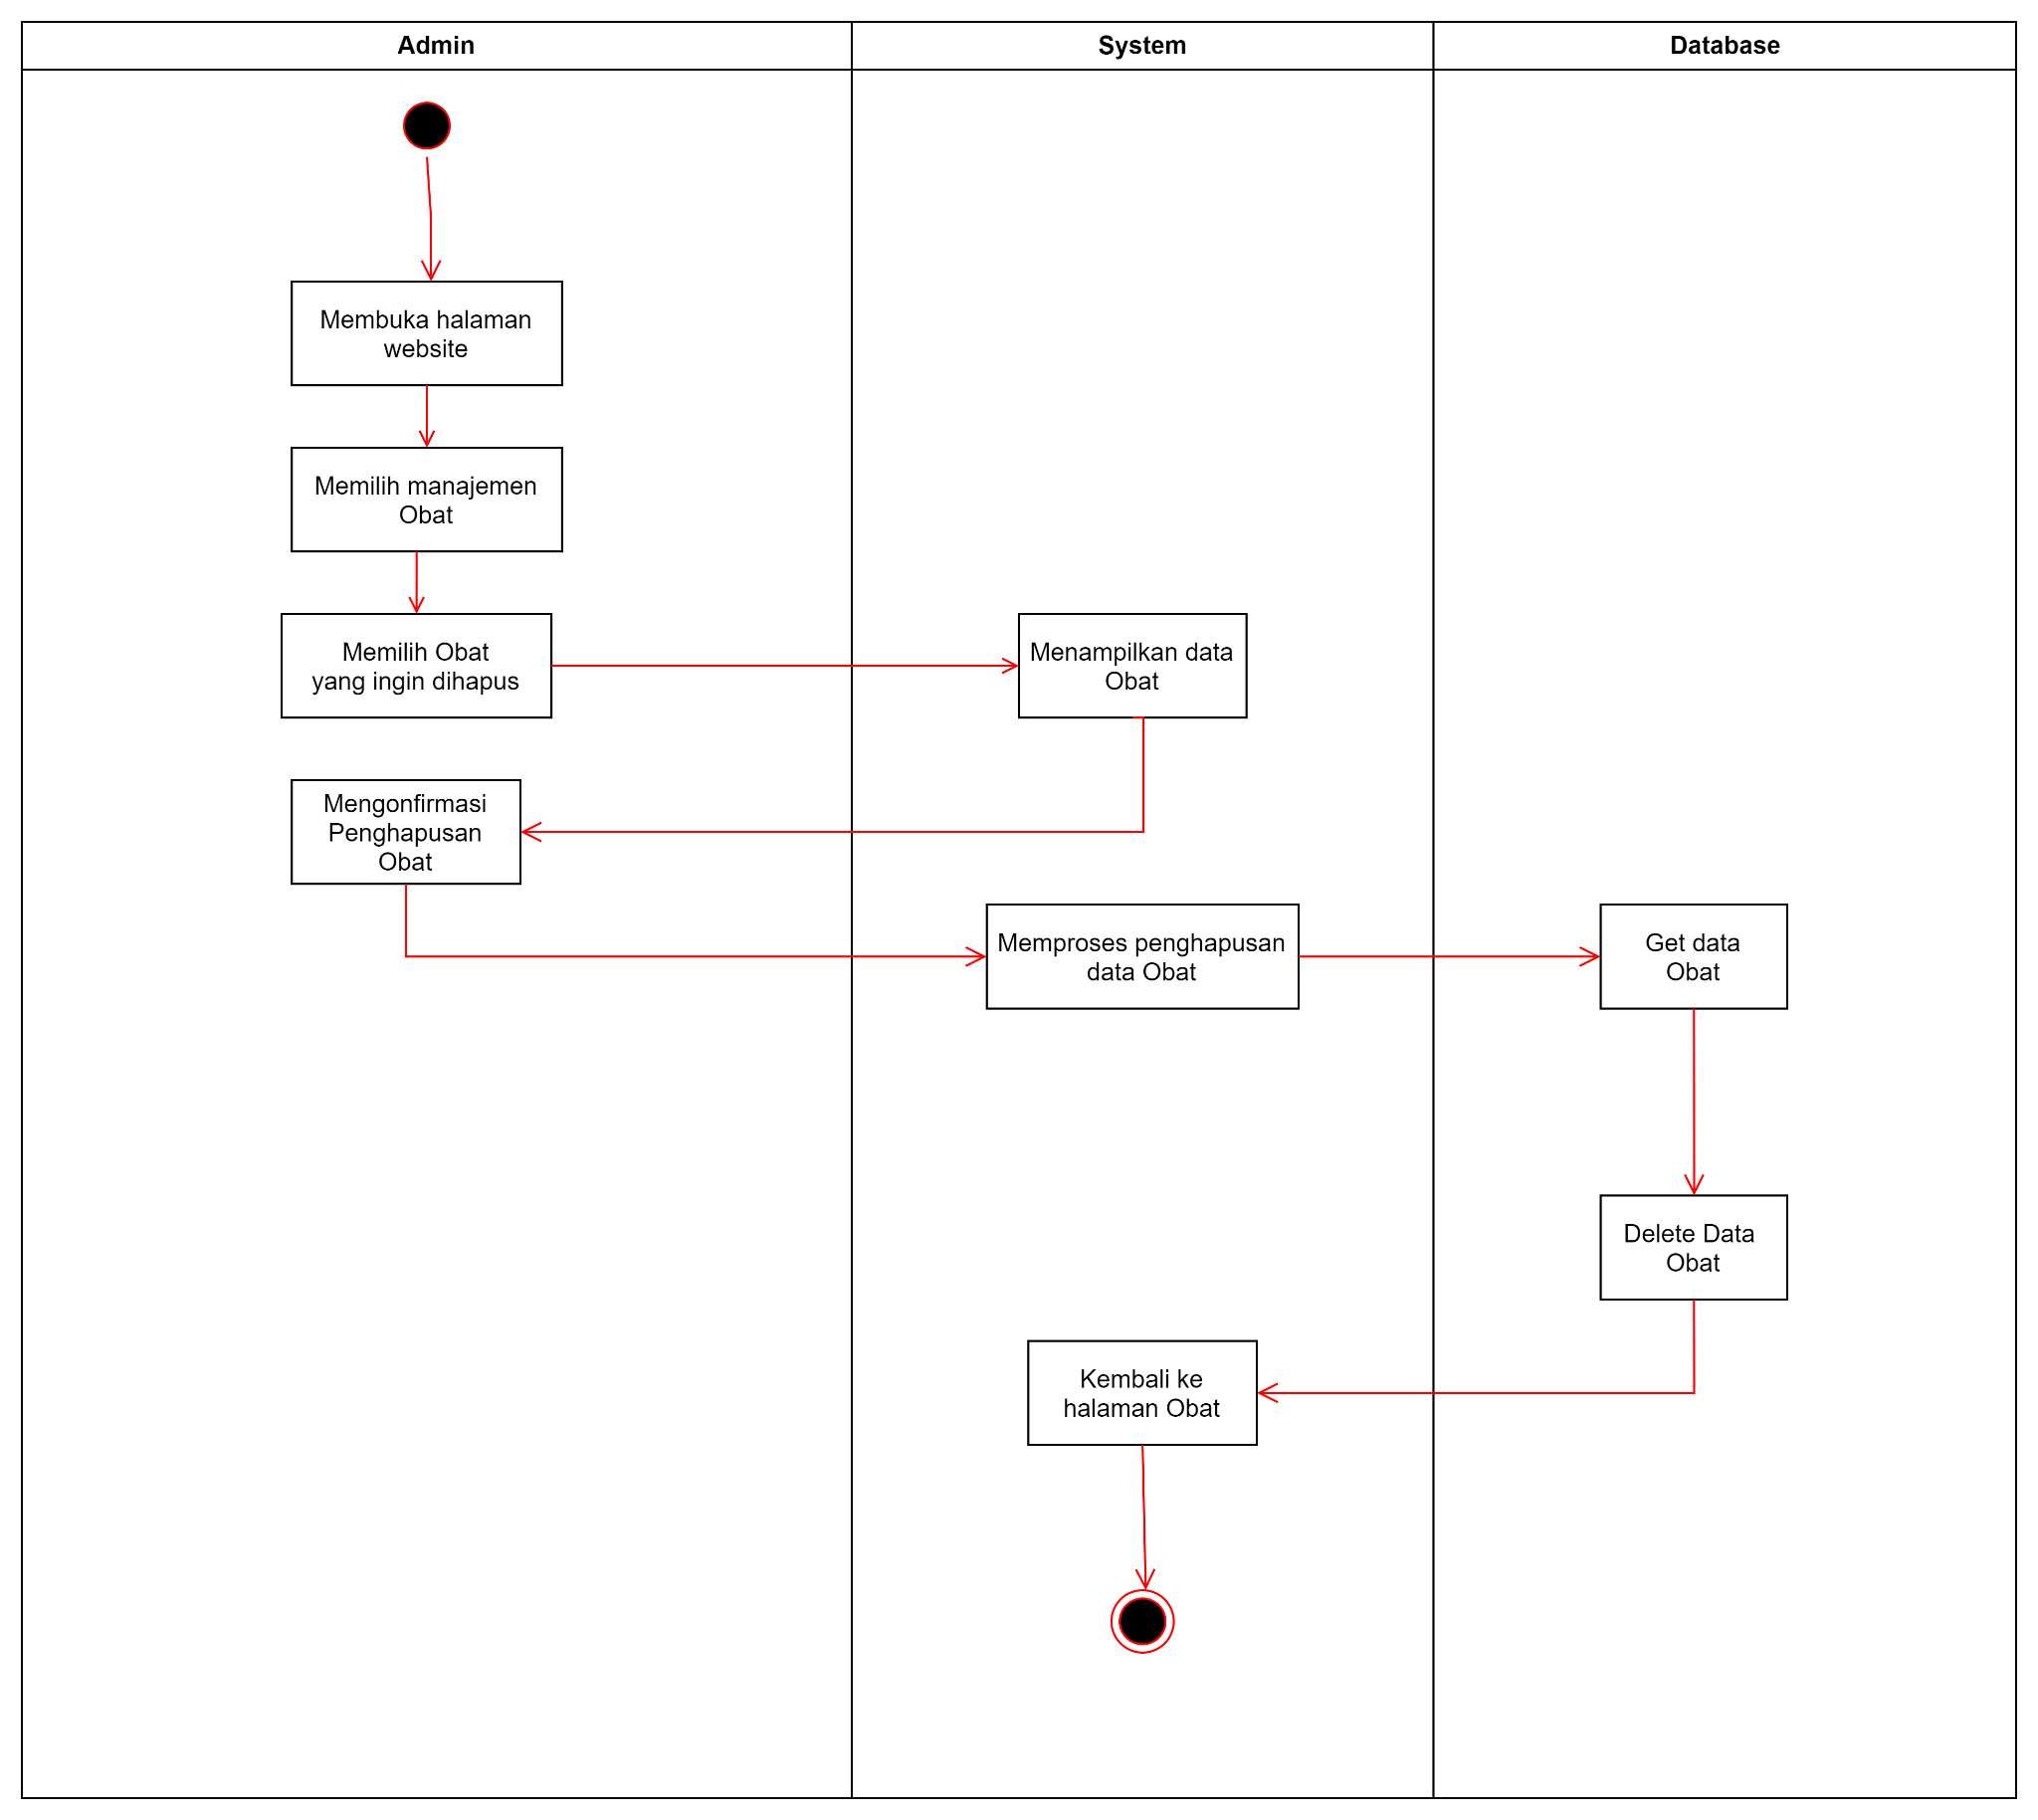 Admin
System
Database
Membuka halaman
website
Memilih manajemen
Obat
Memilih Obat
yang ingin dihapus
Menampilkan data
Obat
Mengonfirmasi
Penghapusan
Obat
Memproses penghapusan
data Obat
Get data
Obat
Delete Data
Obat
Kembali ke
halaman Obat